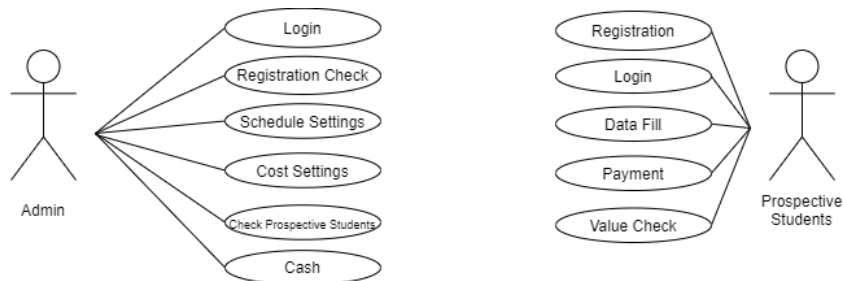 Login
Registration Check
Schedule Settings
Cost Settings
Check Prospective Students
Cash
Admin
Registration
Login
Data Fill
Payment
Value Check
Prospective
Students